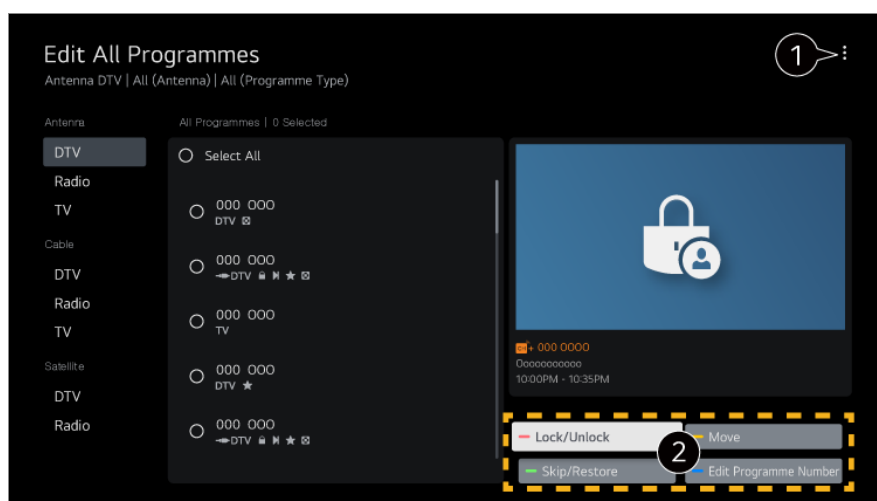 Edit All Programmes
Antenna DTV | All (Antenna) | All (Programme Type)
1
Antenna
All Programmes | 0 Selected
DTV
Select All
Radio
TV
000 000
DTV
Cable
000 000
DTV
DTV
Radio
000 000
TV
TV
CH+ 000 0000
Ooooooooooo
10:00PM - 10:35PM
Satellite
000 000
DTV
DTV
Radio
000 000
DTV
Lock/Unlock
Move
2
Skip/Restore
Edit Programme Number